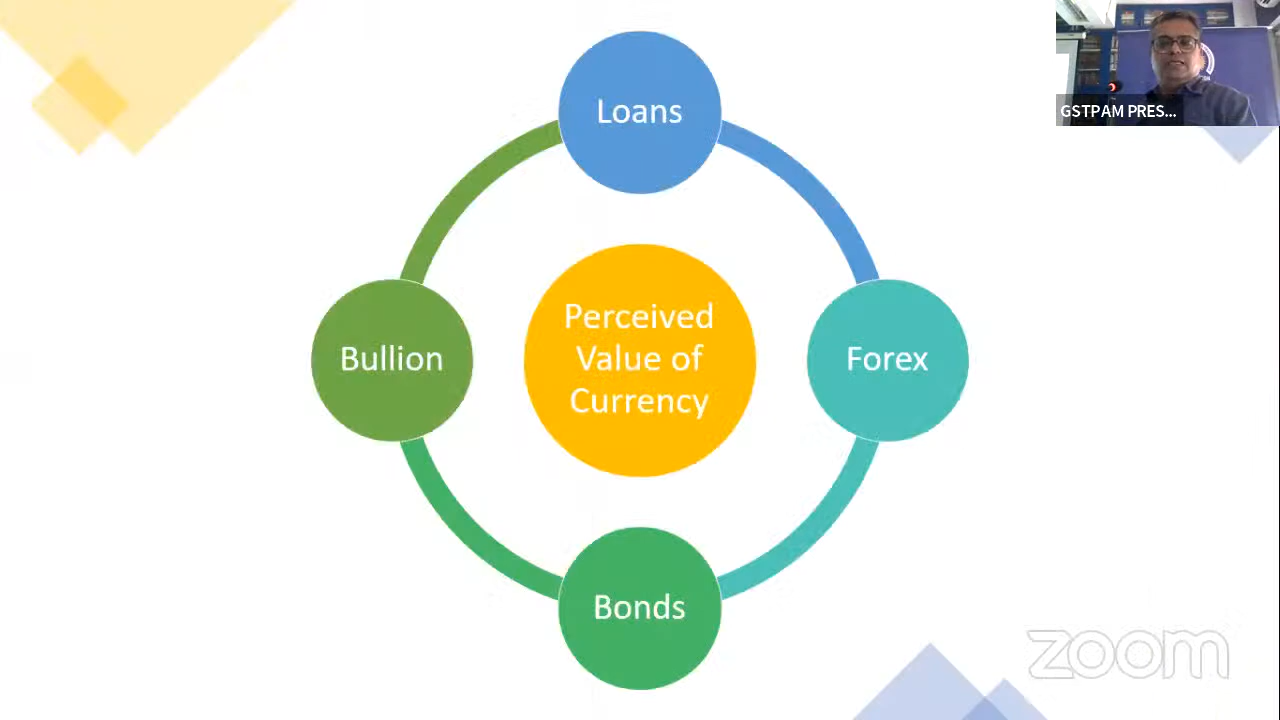 Loans
GSTPAM PRES...
Bullion
Perceived
Value of
Currency
Forex
Bonds
zoom